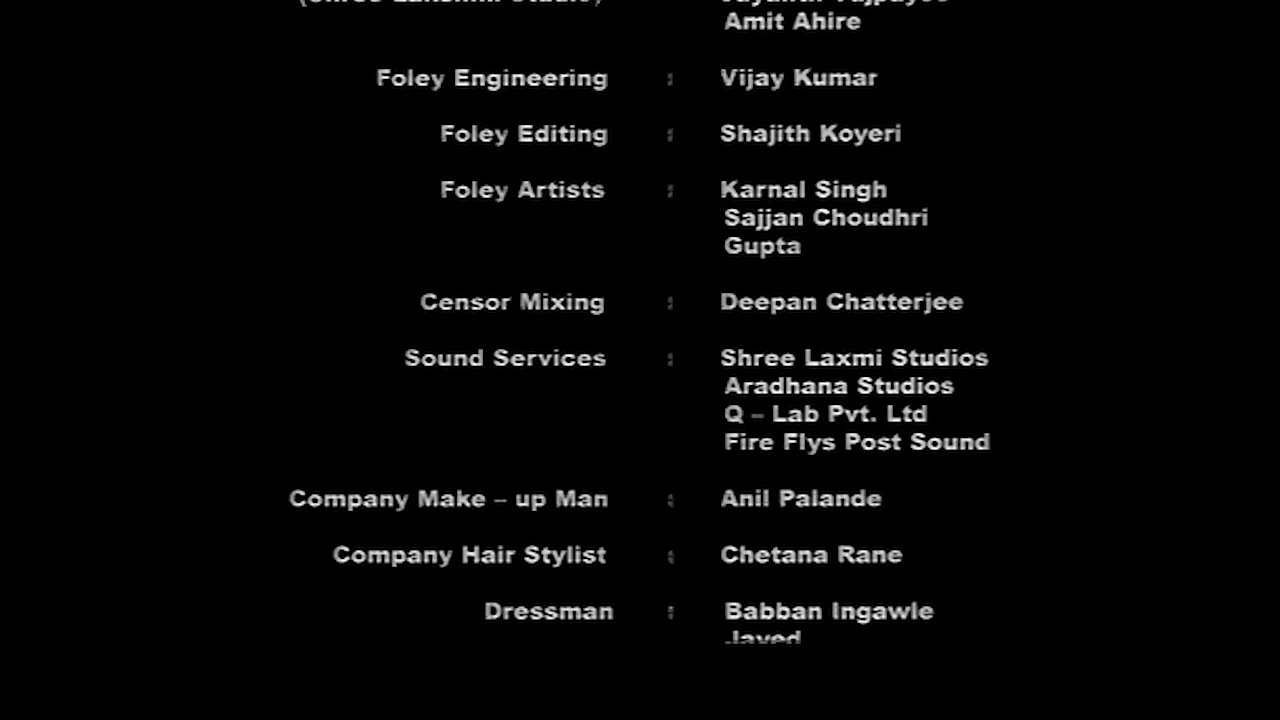 Amit Ahire
Foley Engineering : Vijay Kumar
Foley Editing : Shajith Koyeri
Foley Artists : Karnal Singh
Sajjan Choudhri
Gupta
Censor Mixing : Deepan Chatterjee
Sound Services : Shree Laxmi Studios
Aradhana Studios
Q – Lab Pvt. Ltd
Fire Flys Post Sound
Company Make – up Man : Anil Palande
Company Hair Stylist : Chetana Rane
Dressman : Babban Ingawle
Javed